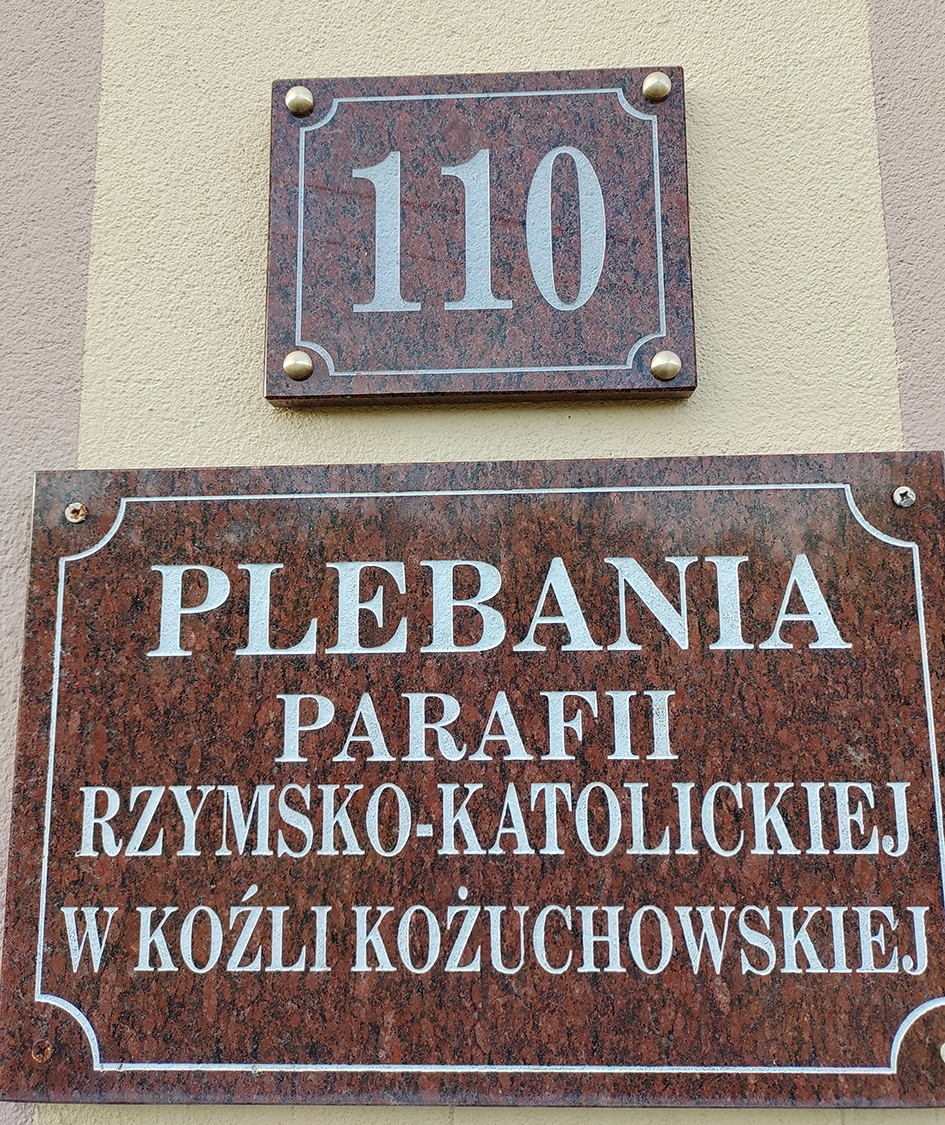 110
PLEBANIA
PARAFII
RZYMSKO-KATOLICKIEJ
W KOŹLI KOŻUCHOWSKIEJ